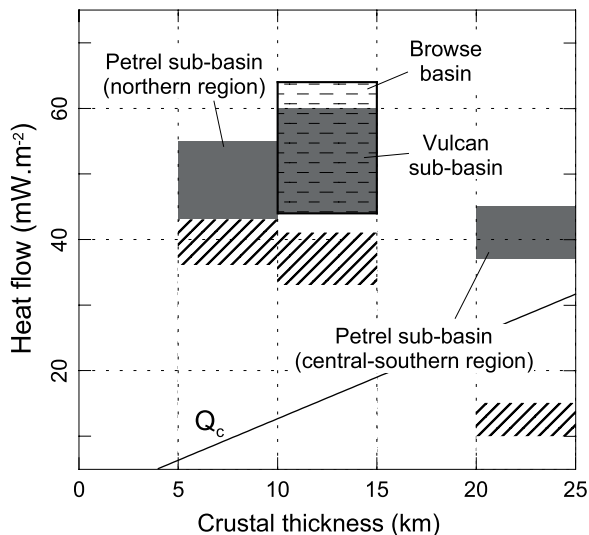 Petrel sub-basin
(northern region)
Browse
basin
Vulcan
sub-basin
Petrel sub-basin
(central-southern region)
Qc
Heat flow (mW.m-2)
60
40
20
0
5
10
15
20
25
Crustal thickness (km)